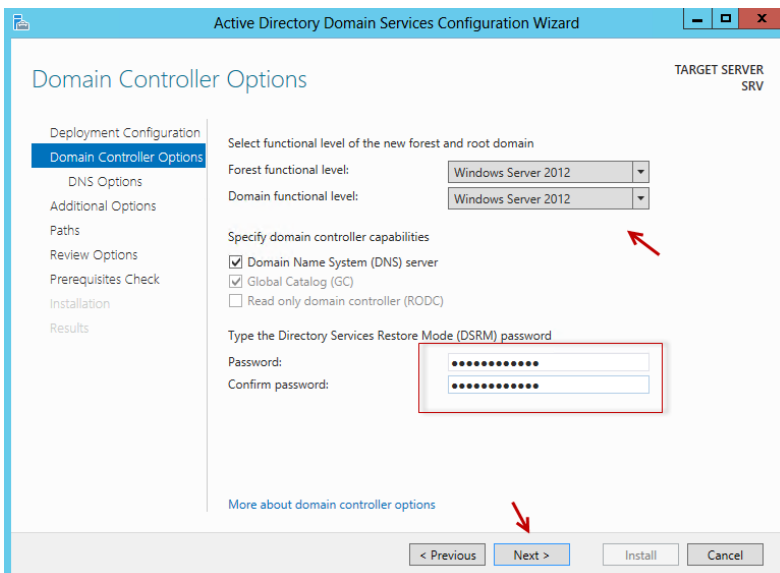 Active Directory Domain Services Configuration Wizard
Domain Controller Options
TARGET SERVER
SRV
Deployment Configuration
Domain Controller Options
DNS Options
Additional Options
Paths
Review Options
Prerequisites Check
Installation
Results
Select functional level of the new forest and root domain
Forest functional level: Windows Server 2012
Domain functional level: Windows Server 2012
Specify domain controller capabilities
Domain Name System (DNS) server
Global Catalog (GC)
Read only domain controller (RODC)
Type the Directory Services Restore Mode (DSRM) password
Password: ●●●●●●●●●●●●
Confirm password: ●●●●●●●●●●●●
More about domain controller options
< Previous Next > Install Cancel